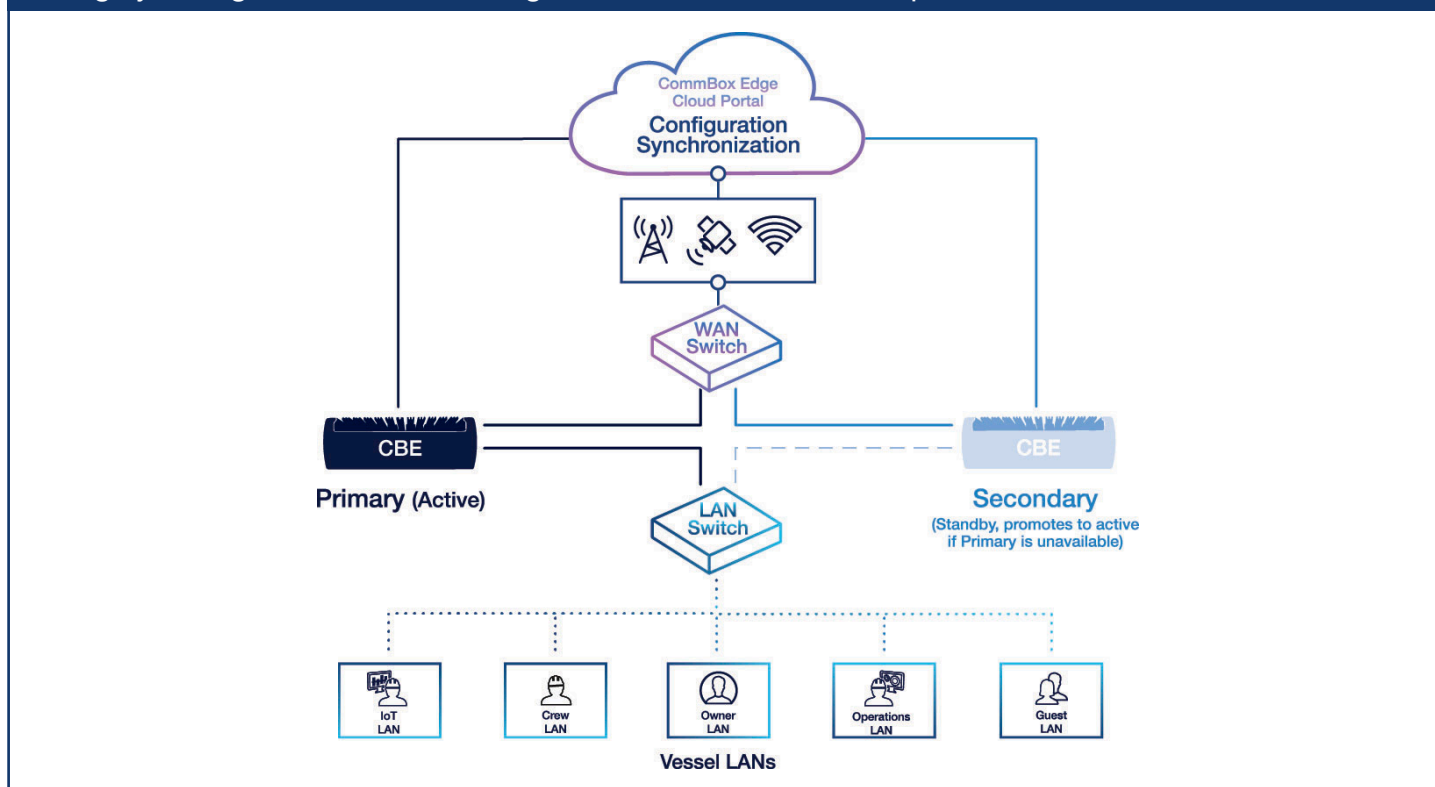 CommBox Edge
Cloud Portal
Configuration
Synchronization
WAN
Switch
CBE
CBE
Primary (Active)
LAN
Switch
Secondary
(Standby, promotes to active
if Primary is unavailable)
IoT
LAN
Crew
LAN
Owner
LAN
Operations
LAN
Guest
LAN
Vessel LANs